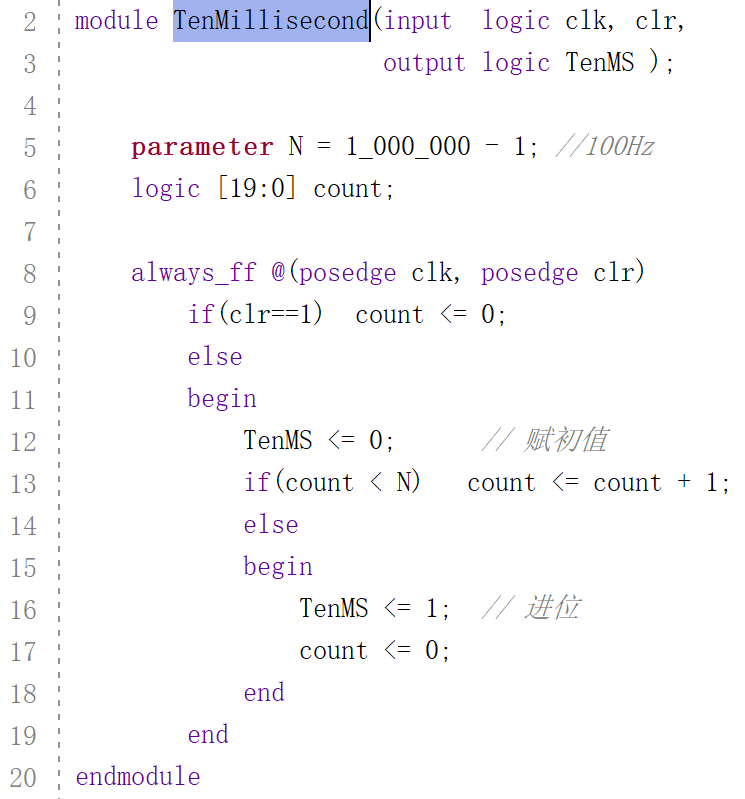 2 module TenMillisecond(input  logic clk, clr,
3                       output logic TenMS );
4
5     parameter N = 1_000_000 - 1; //100Hz
6     logic [19:0] count;
7
8     always_ff @(posedge clk, posedge clr)
9         if(clr==1)  count <= 0;
10        else
11        begin
12            TenMS <= 0;      // 赋初值
13            if(count < N)   count <= count + 1;
14            else
15            begin
16                TenMS <= 1;  // 进位
17                count <= 0;
18            end
19        end
20 endmodule